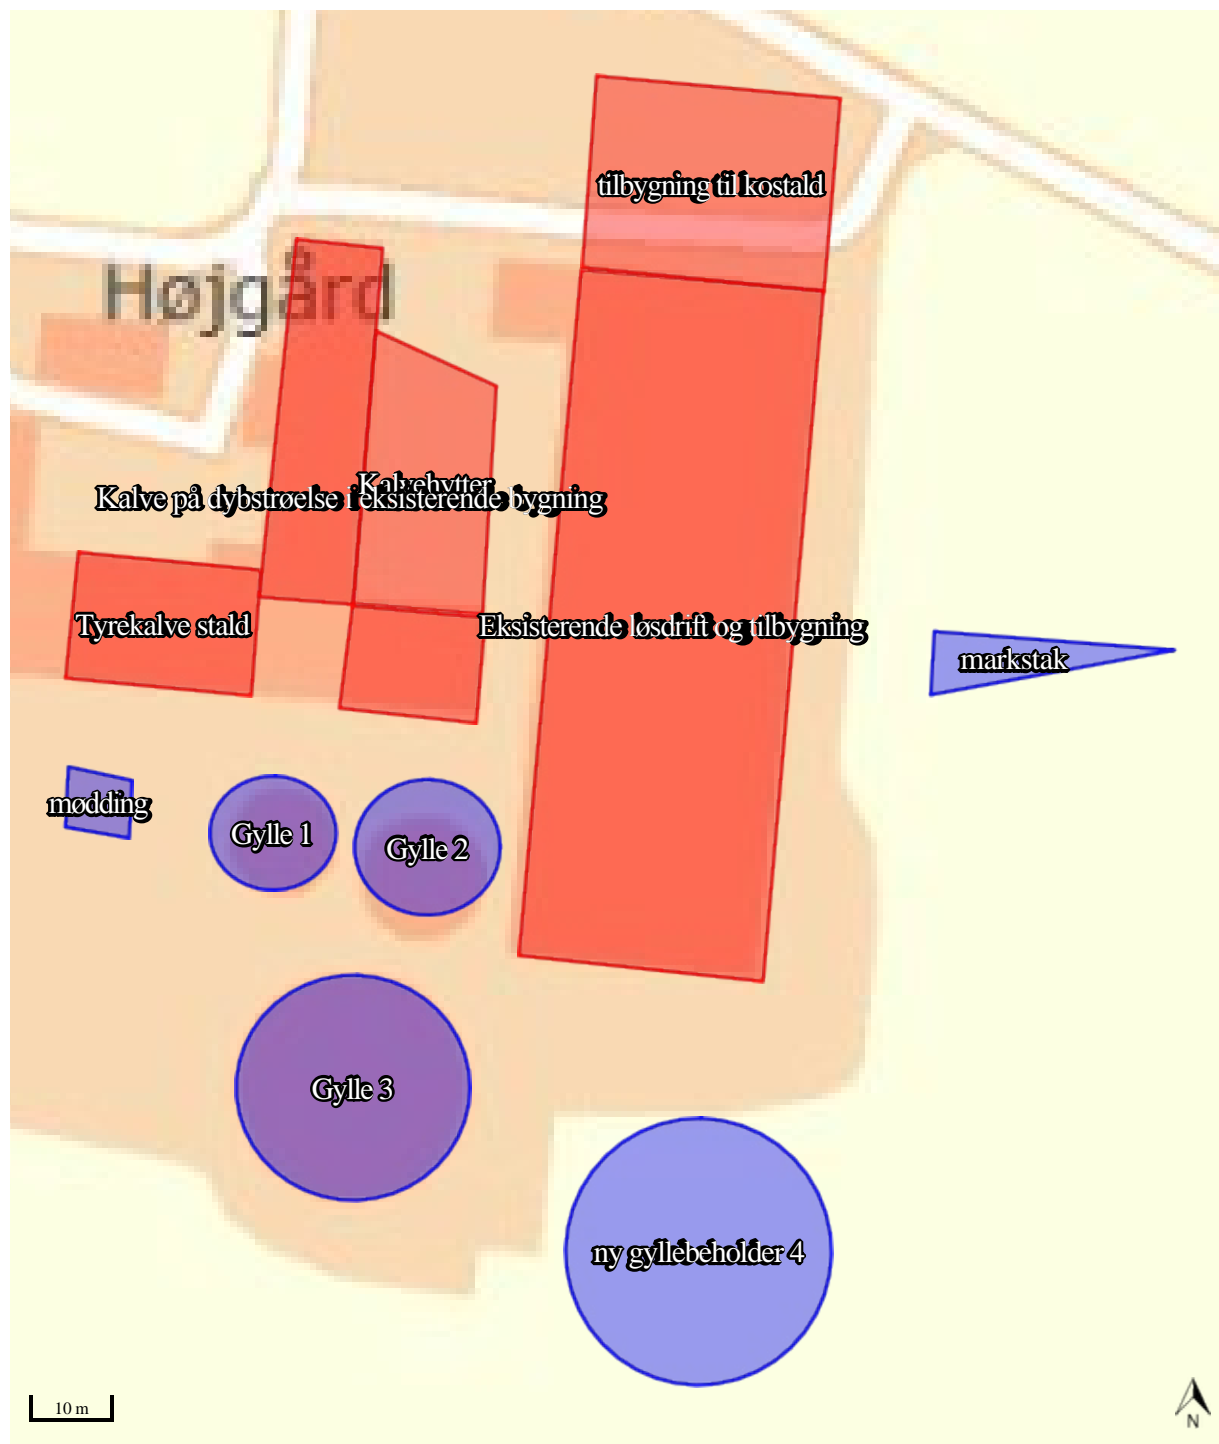 tilbygning til kostald
Højgård
Kalvehytter
Kalve på dybstrøelse i eksisterende bygning
Tyrekalve stald
Eksisterende løsdrift og tilbygning
markstak
mødding
Gylle 1
Gylle 2
Gylle 3
ny gyllebeholder 4
10 m
N